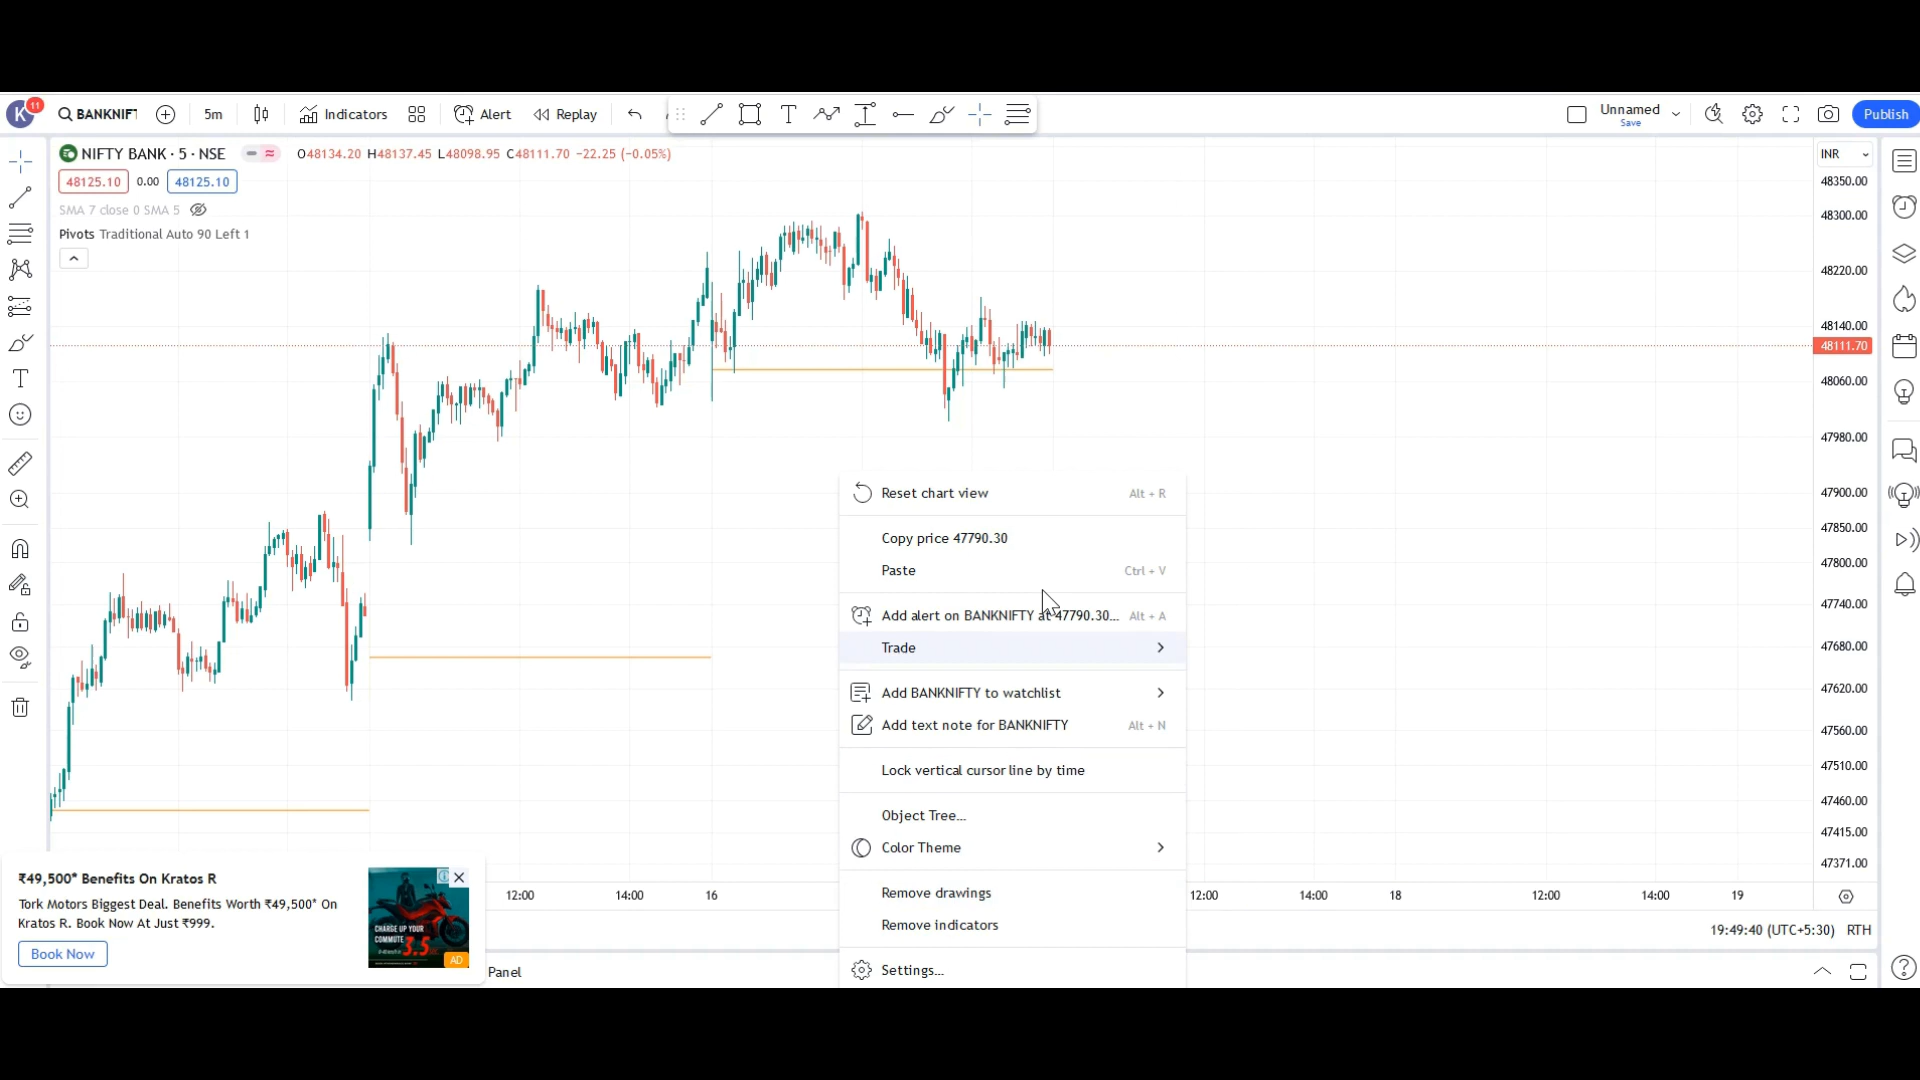 K
11
BANKNIFT
5m
Indicators
Alert
Replay
Unnamed
Save
Publish
NIFTY BANK · 5 · NSE
O48134.20 H48137.45 L48098.95 C48111.70 −22.25 (−0.05%)
48125.10 0.00 48125.10
SMA 7 close 0 SMA 5
Pivots Traditional Auto 90 Left 1
INR
48350.00
48300.00
48220.00
48140.00
48111.70
48060.00
47980.00
47900.00
47850.00
47800.00
47740.00
47680.00
47620.00
47560.00
47510.00
47460.00
47415.00
47371.00
Reset chart view Alt + R
Copy price 47790.30
Paste Ctrl + V
Add alert on BANKNIFTY at 47790.30... Alt + A
Trade
Add BANKNIFTY to watchlist
Add text note for BANKNIFTY Alt + N
Lock vertical cursor line by time
Object Tree...
Color Theme
Remove drawings
Remove indicators
Settings...
12:00 14:00 16 12:00 14:00 18 12:00 14:00 19
19:49:40 (UTC+5:30) RTH
Panel
₹49,500* Benefits On Kratos R
Tork Motors Biggest Deal. Benefits Worth ₹49,500* On
Kratos R. Book Now At Just ₹999.
Book Now
CHARGE UP YOUR
COMMUTE
3.5
AD